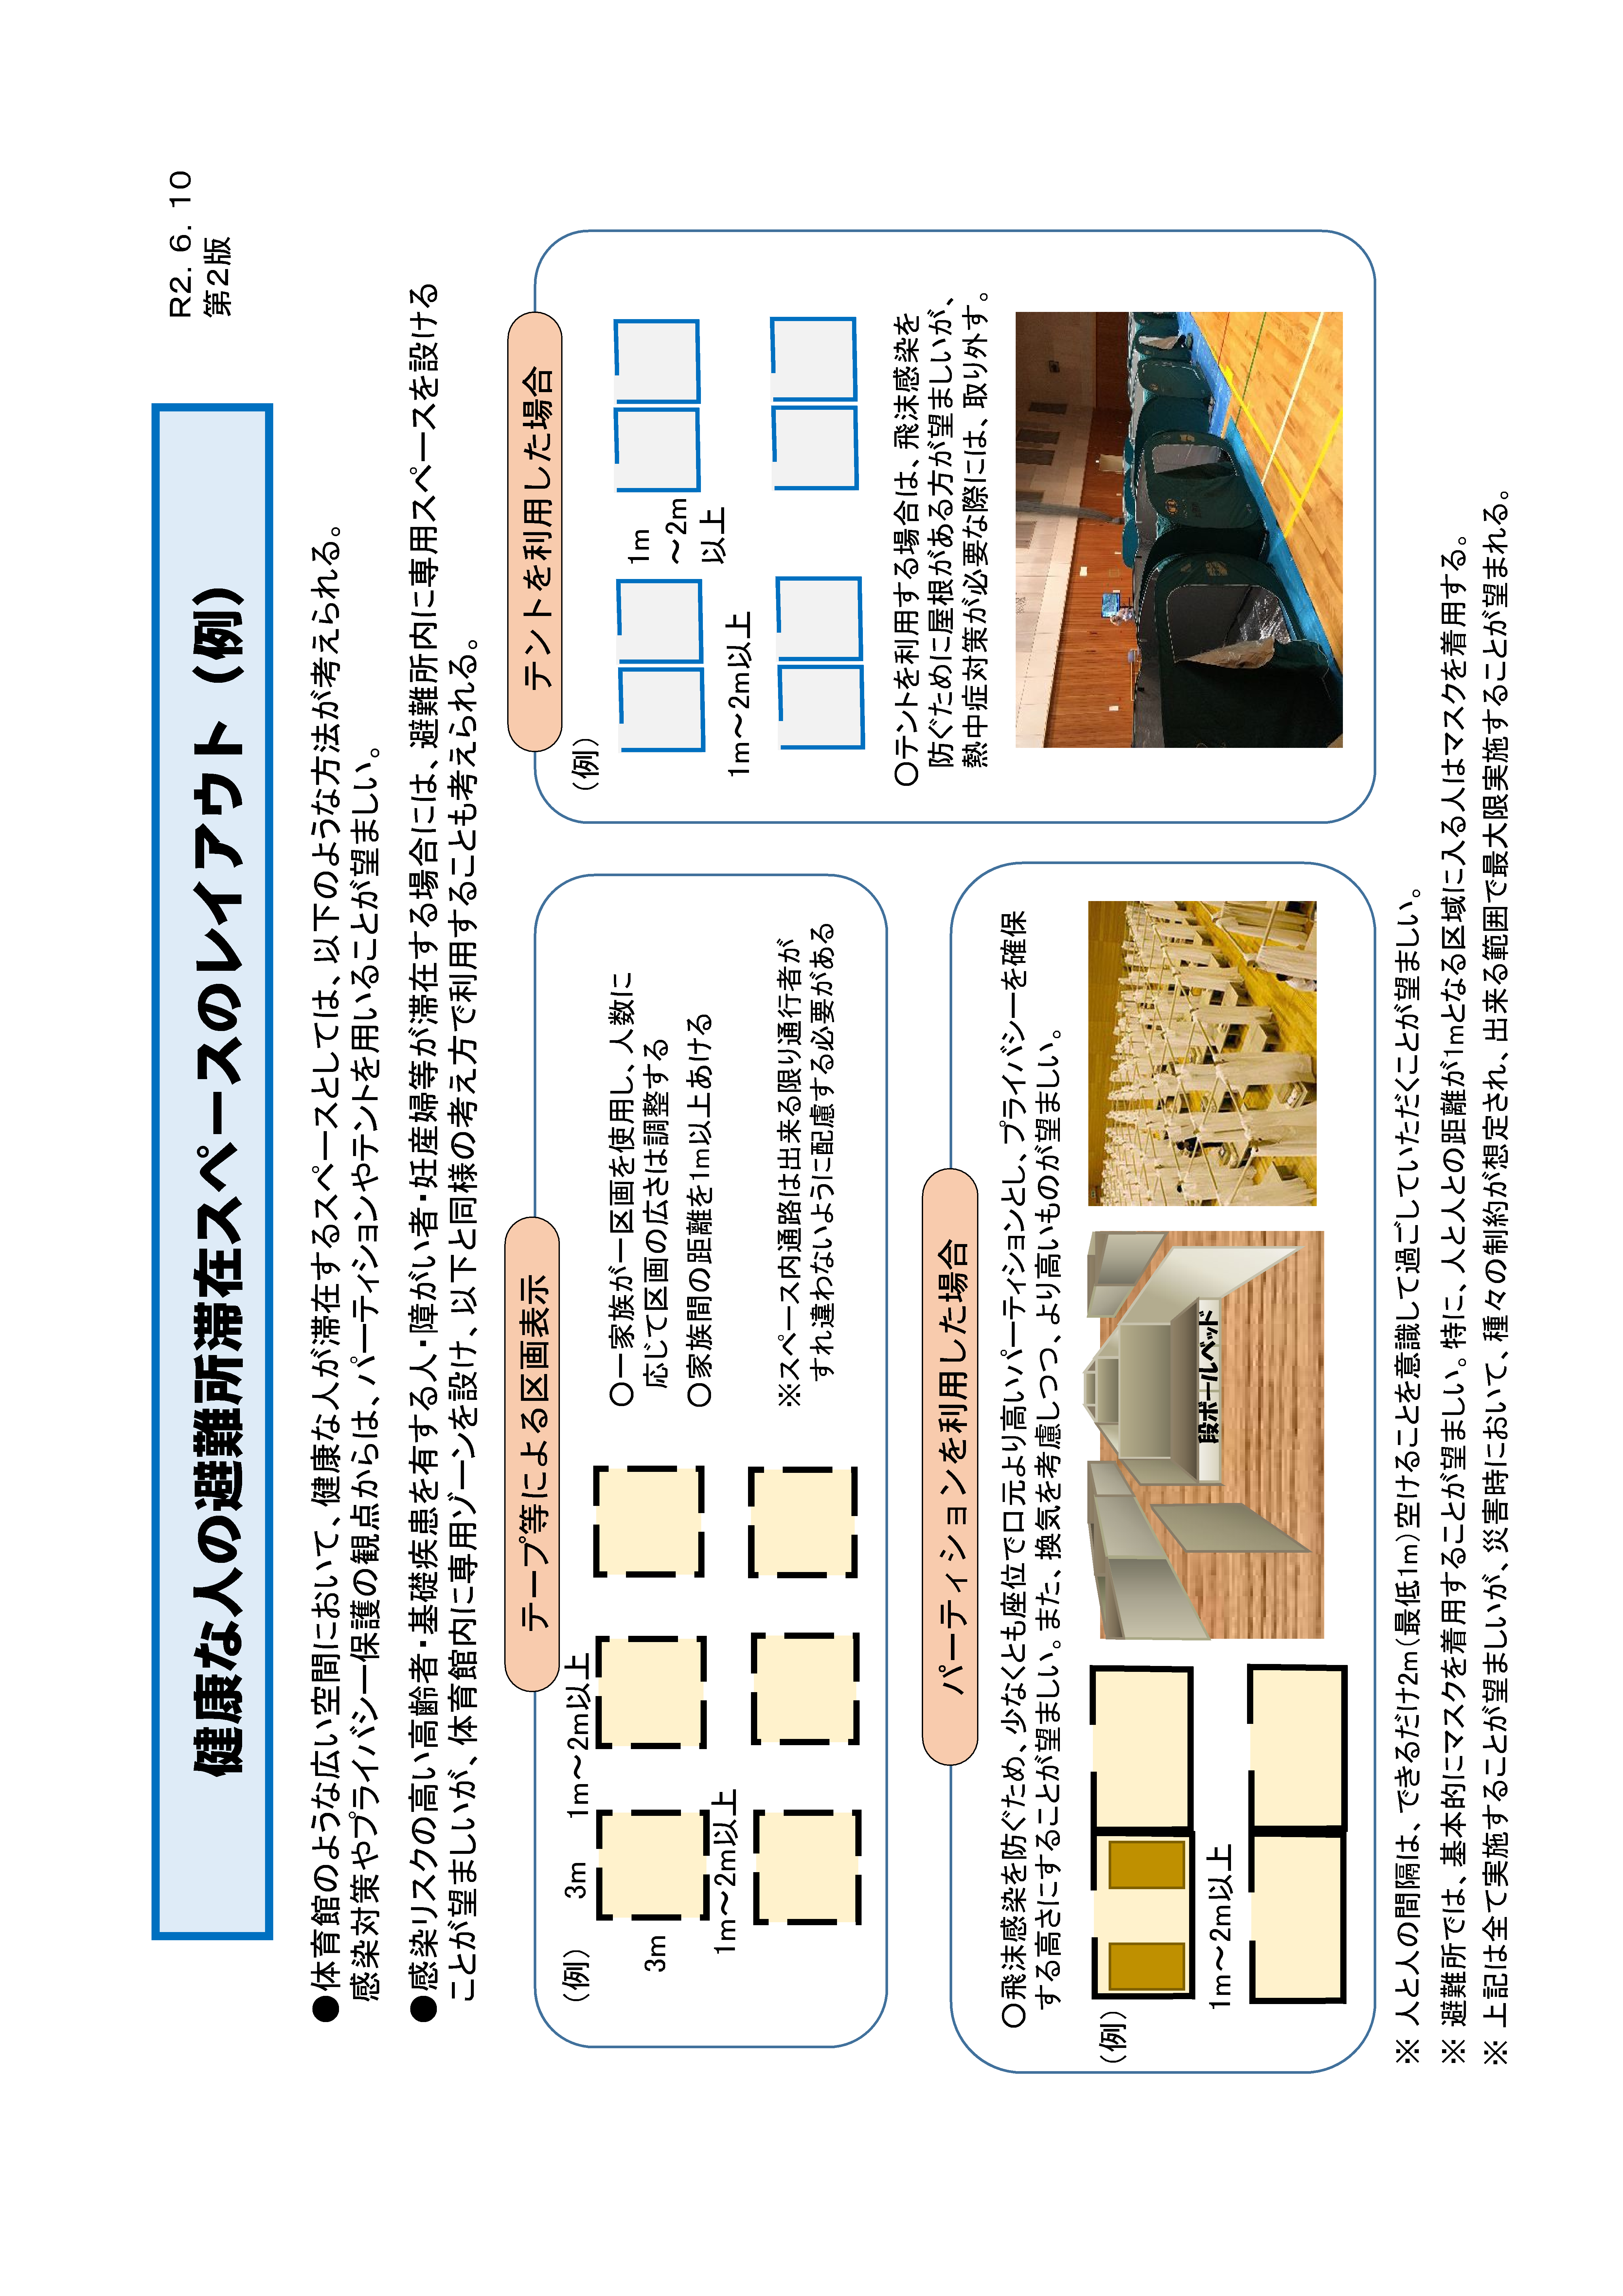 R2．6．10
第2版
健康な人の避難所滞在スペースのレイアウト（例）
●体育館のような広い空間において、健康な人が滞在するスペースとしては、以下のような方法が考えられる。
感染対策やプライバシー保護の観点からは、パーティションやテントを用いることが望ましい。
●感染リスクの高い高齢者・基礎疾患を有する人・障がい者・妊産婦等が滞在する場合には、避難所内に専用スペースを設ける
ことが望ましいが、体育館内に専用ゾーンを設け、以下と同様の考え方で利用することも考えられる。
テープ等による区画表示
（例）
3m
1m～2m以上
3m
1m～2m以上
〇一家族が一区画を使用し、人数に
応じて区画の広さは調整する
〇家族間の距離を1m以上あける
※スペース内通路は出来る限り通行者が
すれ違わないように配慮する必要がある
パーティションを利用した場合
〇飛沫感染を防ぐため、少なくとも座位で口元より高いパーティションとし、プライバシーを確保
する高さにすることが望ましい。また、換気を考慮しつつ、より高いものが望ましい。
（例）
1m～2m以上
段ボールベッド
テントを利用した場合
（例）
1m
～2m
以上
1m～2m以上
〇テントを利用する場合は、飛沫感染を
防ぐために屋根がある方が望ましいが、
熱中症対策が必要な際には、取り外す。
※ 人と人の間隔は、できるだけ2m（最低1m）空けることを意識して過ごしていただくことが望ましい。
※ 避難所では、基本的にマスクを着用することが望ましい。特に、人と人との距離が1mとなる区域に入る人はマスクを着用する。
※ 上記は全て実施することが望ましいが、災害時において、種々の制約が想定され、出来る範囲で最大限実施することが望まれる。